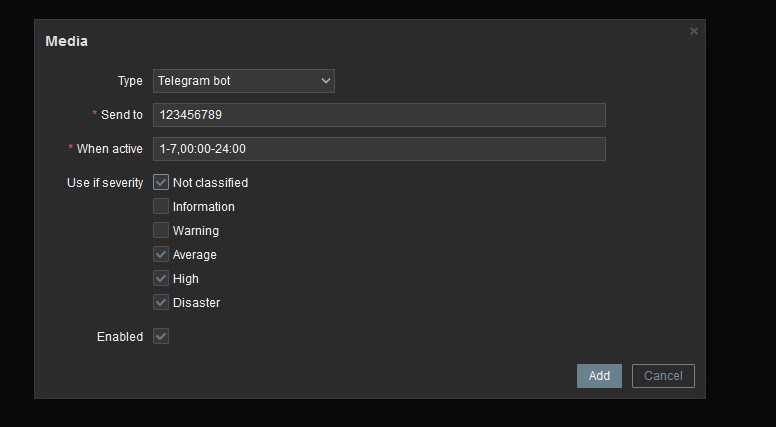 Media
Type Telegram bot
* Send to 123456789
* When active 1-7,00:00-24:00
Use if severity Not classified
Information
Warning
Average
High
Disaster
Enabled
Add Cancel